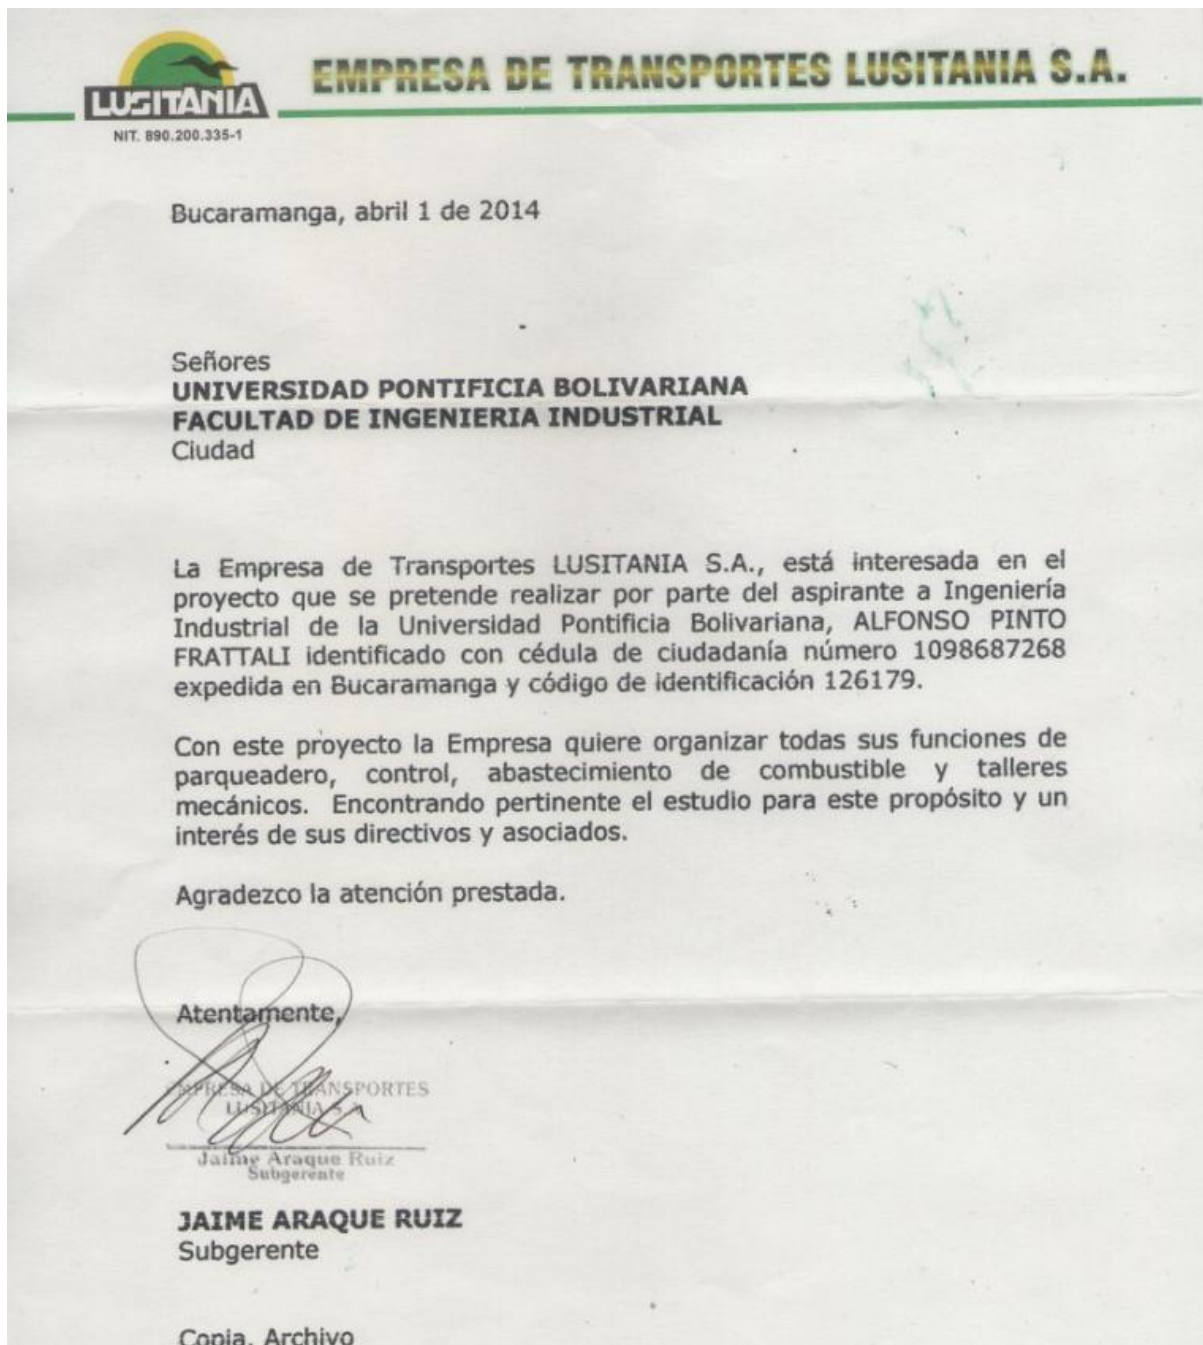 LUSITANIA
NIT. 890.200.335-1
EMPRESA DE TRANSPORTES LUSITANIA S.A.
Bucaramanga, abril 1 de 2014
Señores
UNIVERSIDAD PONTIFICIA BOLIVARIANA
FACULTAD DE INGENIERIA INDUSTRIAL
Ciudad
La Empresa de Transportes LUSITANIA S.A., está interesada en el
proyecto que se pretende realizar por parte del aspirante a Ingeniería
Industrial de la Universidad Pontificia Bolivariana, ALFONSO PINTO
FRATTALI identificado con cédula de ciudadanía número 1098687268
expedida en Bucaramanga y código de identificación 126179.
Con este proyecto la Empresa quiere organizar todas sus funciones de
parqueadero, control, abastecimiento de combustible y talleres
mecánicos. Encontrando pertinente el estudio para este propósito y un
interés de sus directivos y asociados.
Agradezco la atención prestada.
Atentamente,
EMPRESA DE TRANSPORTES
LUSITANIA S.A.
Jaime Araque Ruiz
Subgerente
JAIME ARAQUE RUIZ
Subgerente
Copia. Archivo